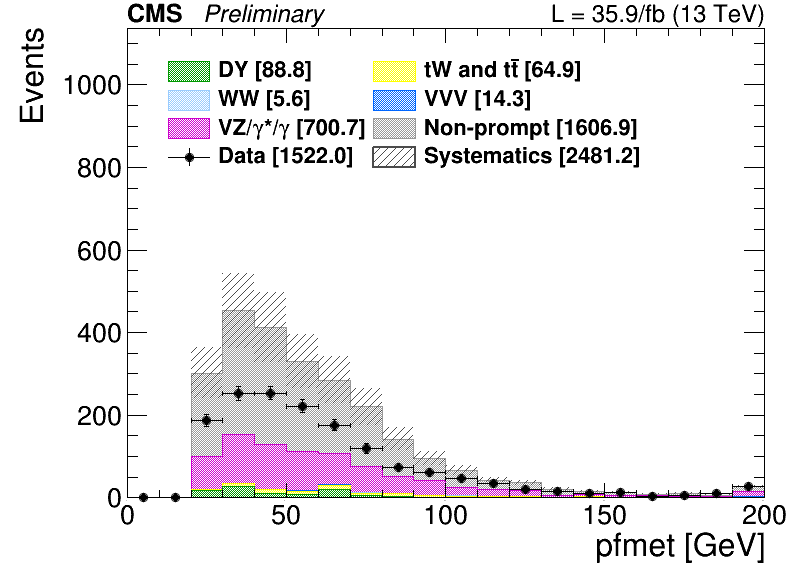 CMS Preliminary L = 35.9/fb (13 TeV)
Events
1000
800
600
400
200
0
DY [88.8] tW and tt̄ [64.9]
WW [5.6] VVV [14.3]
VZ/γ*/γ [700.7] Non-prompt [1606.9]
Data [1522.0] Systematics [2481.2]
0 50 100 150 200
pfmet [GeV]